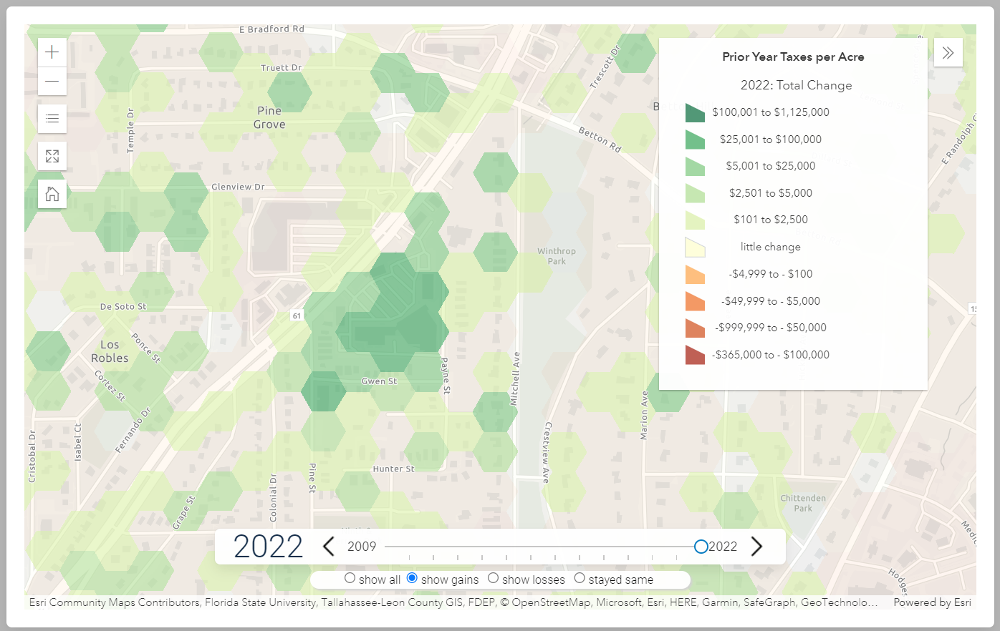 E Bradford Rd
Truett Dr
Pine
Grove
Temple Dr
Trescott Dr
Betton Rd
E Randolph C
Glenview Dr
Winthrop
Park
De Soto St
61
Los
Robles
Ponce St
Cortez St
Fernando Dr
Isabel Ct
Cristobal Dr
Gwen St
Payne St
Mitchell Ave
Crestview Ave
Marion Ave
Hunter St
Pine St
Colonial Dr
Grape St
Chittenden
Park
Hodges
Prior Year Taxes per Acre
2022: Total Change
$100,001 to $1,125,000
$25,001 to $100,000
$5,001 to $25,000
$2,501 to $5,000
$101 to $2,500
little change
-$4,999 to - $100
-$49,999 to - $5,000
-$999,999 to - $50,000
-$365,000 to - $100,000
2022
2009
2022
show all
show gains
show losses
stayed same
Esri Community Maps Contributors, Florida State University, Tallahassee-Leon County GIS, FDEP, © OpenStreetMap, Microsoft, Esri, HERE, Garmin, SafeGraph, GeoTechnolo…
Powered by Esri